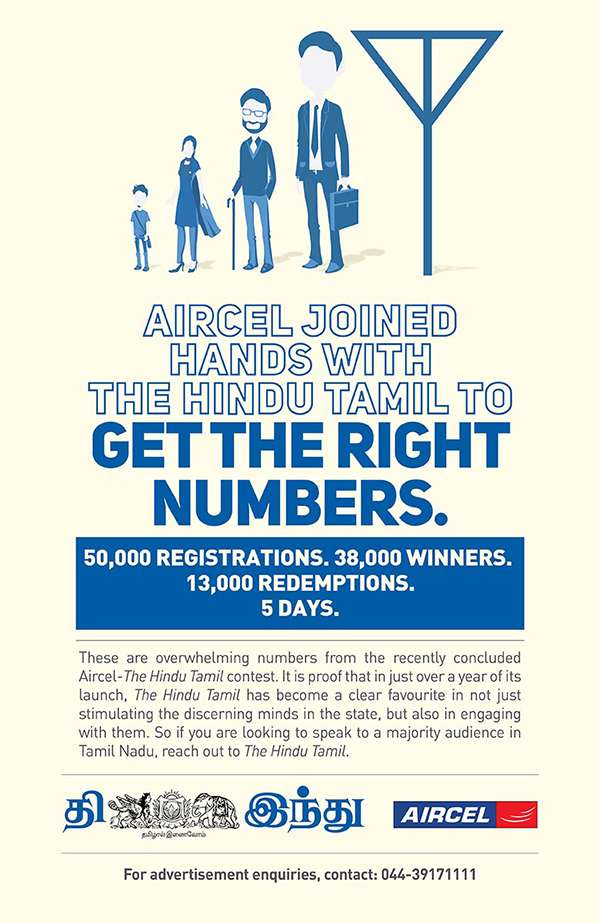 AIRCEL JOINED
HANDS WITH
THE HINDU TAMIL TO
GET THE RIGHT
NUMBERS.
50,000 REGISTRATIONS. 38,000 WINNERS.
13,000 REDEMPTIONS.
5 DAYS.
These are overwhelming numbers from the recently concluded
Aircel-The Hindu Tamil contest. It is proof that in just over a year of its
launch, The Hindu Tamil has become a clear favourite in not just
stimulating the discerning minds in the state, but also in engaging
with them. So if you are looking to speak to a majority audience in
Tamil Nadu, reach out to The Hindu Tamil.
தி இந்து
தமிழால் இணைவோம்
AIRCEL
For advertisement enquiries, contact: 044-39171111